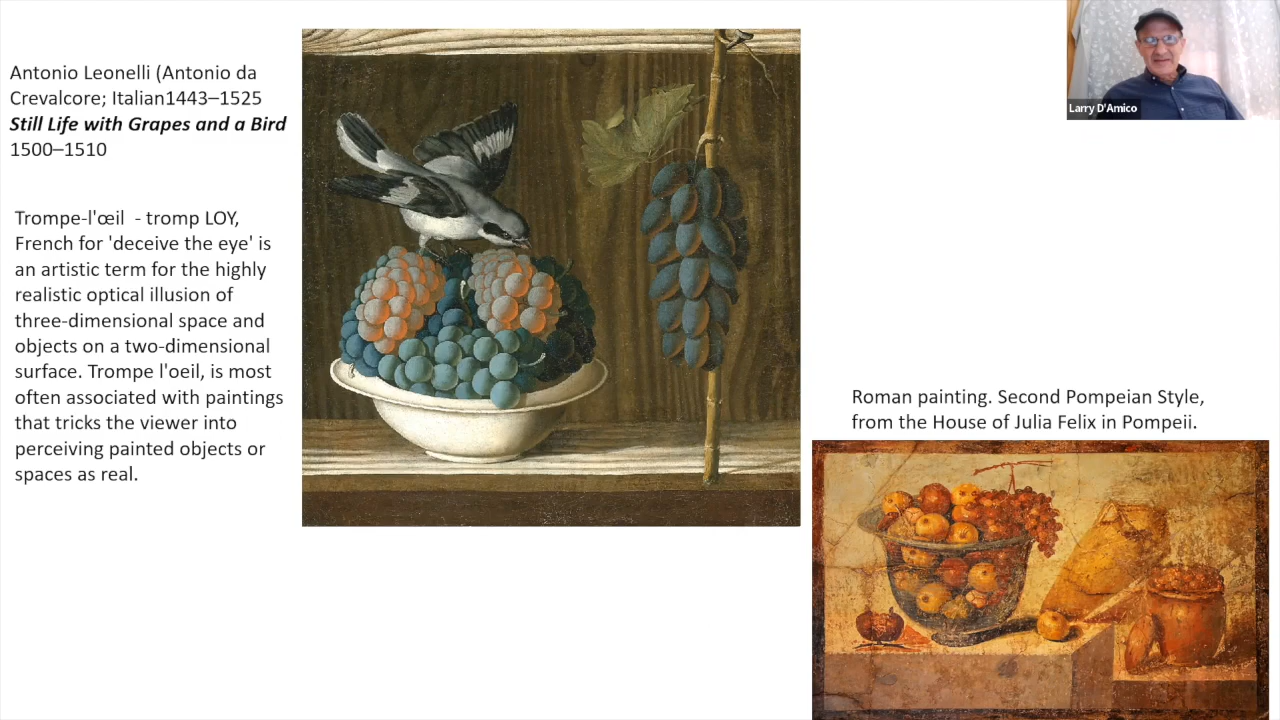 Antonio Leonelli (Antonio da
Crevalcore; Italian1443–1525
Still Life with Grapes and a Bird
1500–1510
Trompe-l'œil  - tromp LOY,
French for 'deceive the eye' is
an artistic term for the highly
realistic optical illusion of
three-dimensional space and
objects on a two-dimensional
surface. Trompe l'oeil, is most
often associated with paintings
that tricks the viewer into
perceiving painted objects or
spaces as real.
Larry D'Amico
Roman painting. Second Pompeian Style,
from the House of Julia Felix in Pompeii.